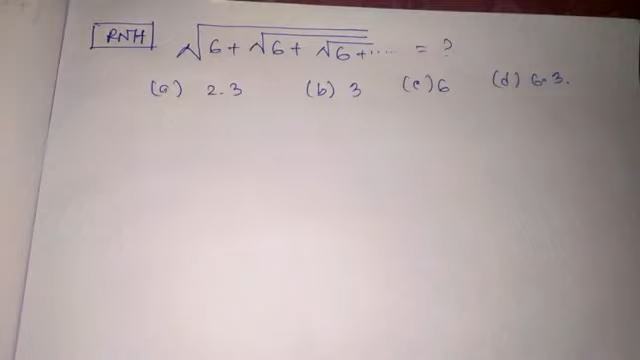 RNH √6 + √6 + √6 + .... = ?
(a) 2.3 (b) 3 (c) 6 (d) 6.3.